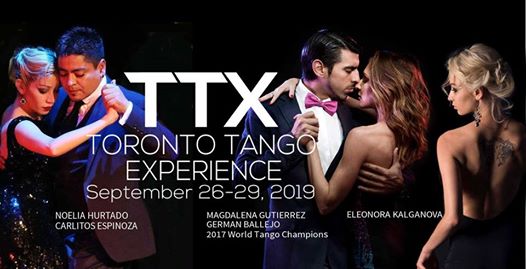 TTX
TORONTO TANGO
EXPERIENCE
September 26-29, 2019
NOELIA HURTADO
CARLITOS ESPINOZA
MAGDALENA GUTIERREZ
GERMAN BALLEJO
2017 World Tango Champions
ELEONORA KALGANOVA